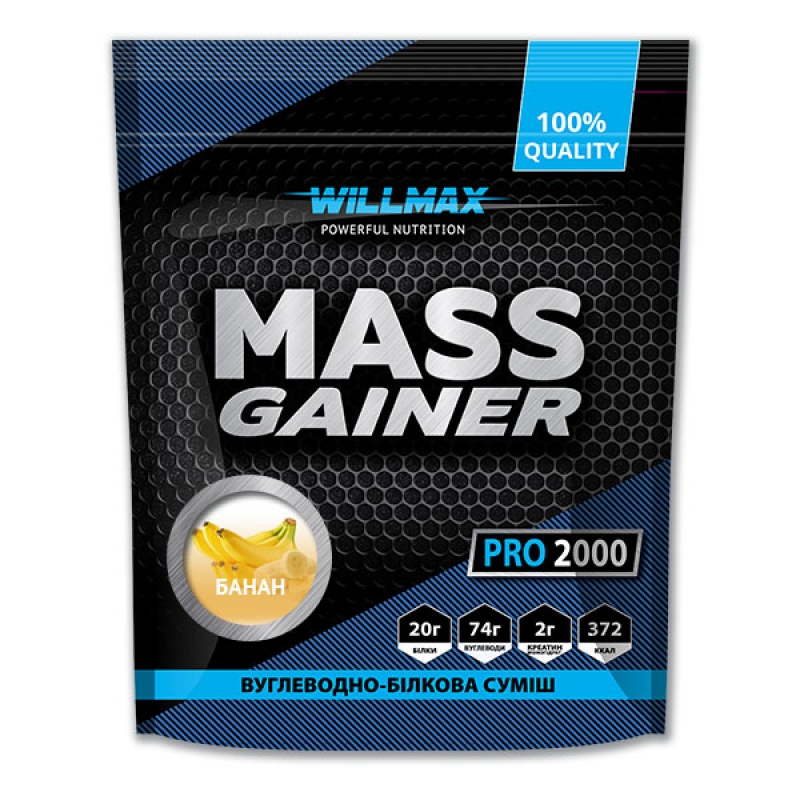 100%
QUALITY
WILLMAX
POWERFUL NUTRITION
MASS
GAINER
БАНАН
PRO 2000
20г
БІЛКИ
74г
ВУГЛЕВОДИ
2г
КРЕАТИН
МОНОГІДРАТ
372
ККАЛ
ВУГЛЕВОДНО-БІЛКОВА СУМІШ